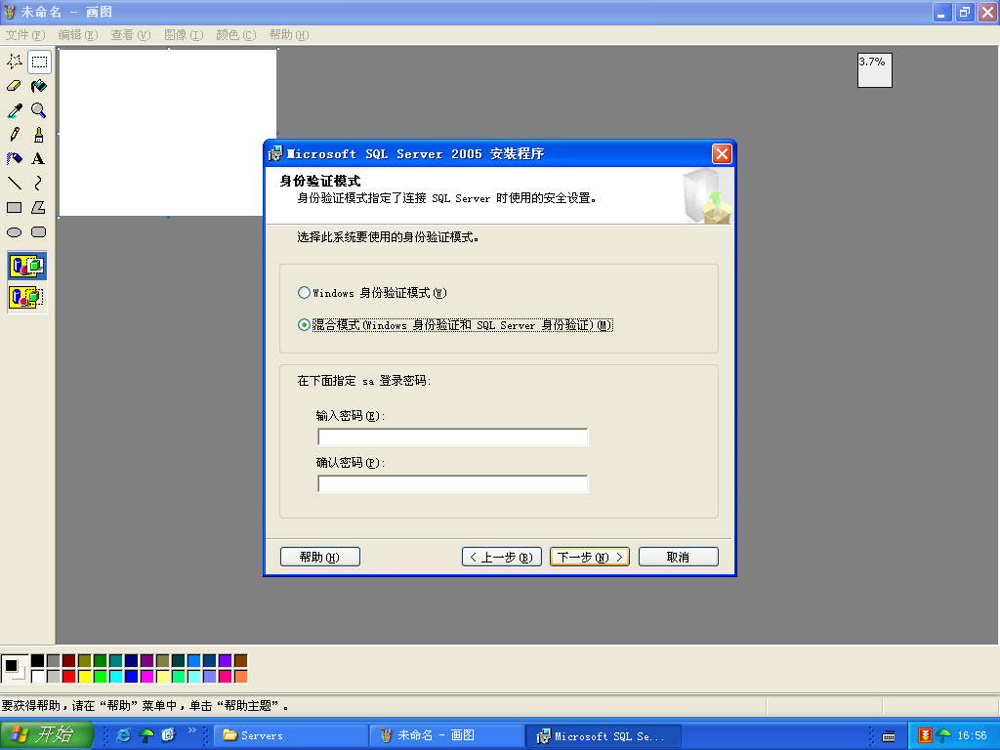 未命名 - 画图
文件(F) 编辑(E) 查看(V) 图像(I) 颜色(C) 帮助(H)
3.7%
A
Microsoft SQL Server 2005 安装程序
身份验证模式
身份验证模式指定了连接 SQL Server 时使用的安全设置。
选择此系统要使用的身份验证模式。
Windows 身份验证模式(W)
混合模式(Windows 身份验证和 SQL Server 身份验证)(M)
在下面指定 sa 登录密码:
输入密码(E):
确认密码(P):
帮助(H) < 上一步(B) 下一步(N) > 取消
要获得帮助，请在“帮助”菜单中，单击“帮助主题”。
开始 » Servers 未命名 - 画图 Microsoft SQL Se... 16:56